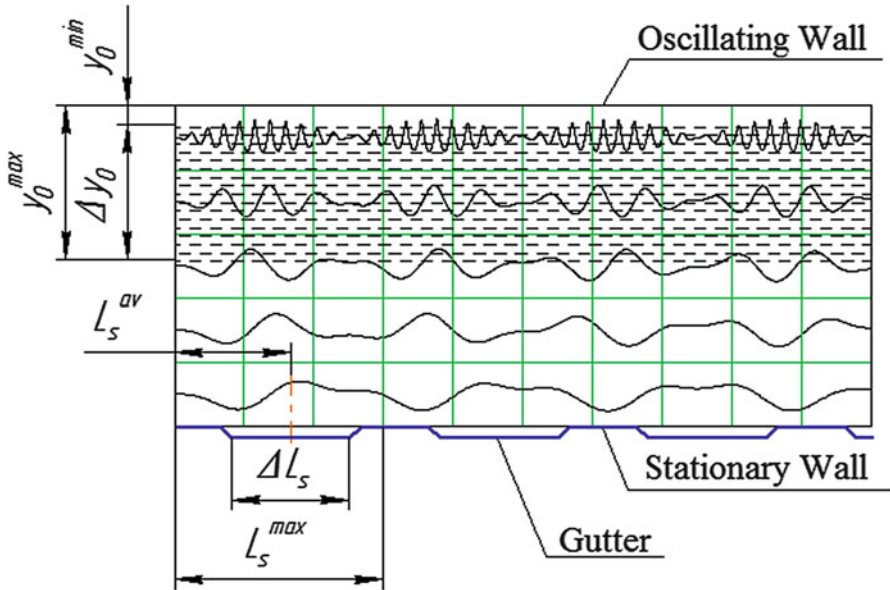 Oscillating Wall
y₀ᵐⁱⁿ
y₀ᵐᵃˣ
Δy₀
Lₛᵃᵛ
ΔLₛ
Lₛᵐᵃˣ
Stationary Wall
Gutter